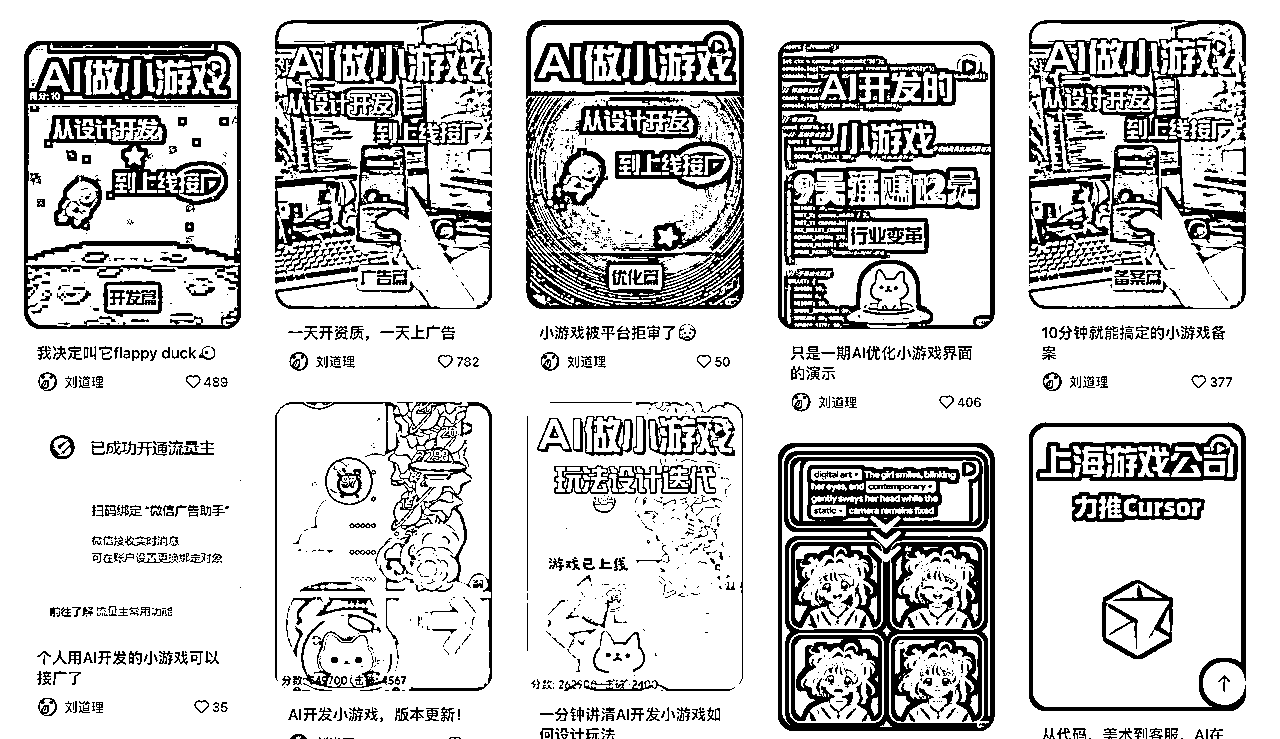 AI做小游戏
从设计开发
到上线接广
开发篇
我决定叫它flappy duck
刘道理
489
AI做小游戏
从设计开发
到上线接广
广告篇
一天开资质，一天上广告
刘道理
782
AI做小游戏
从设计开发
到上线接广
优化篇
小游戏被平台拒审了
刘道理
50
AI开发的
小游戏
行业变革
只是一期AI优化小游戏界面
的演示
刘道理
406
AI做小游戏
从设计开发
到上线接广
备案篇
10分钟就能搞定的小游戏备
案
刘道理
377
已成功开通流量主
扫码绑定“微信广告助手”
微信接收实时消息
可在账户设置更换绑定对象
前往了解 流量主常用功能
个人用AI开发的小游戏可以
接广了
刘道理
35
AI开发小游戏，版本更新！
AI做小游戏
玩法设计迭代
游戏已上线
一分钟讲清AI开发小游戏如
何设计玩法
digital art The girl smiles, blinking
her eyes, and contemporary
gently sways her head while the
static camera remains fixed
上海游戏公司
力推Cursor
从代码、美术到客服，AI在